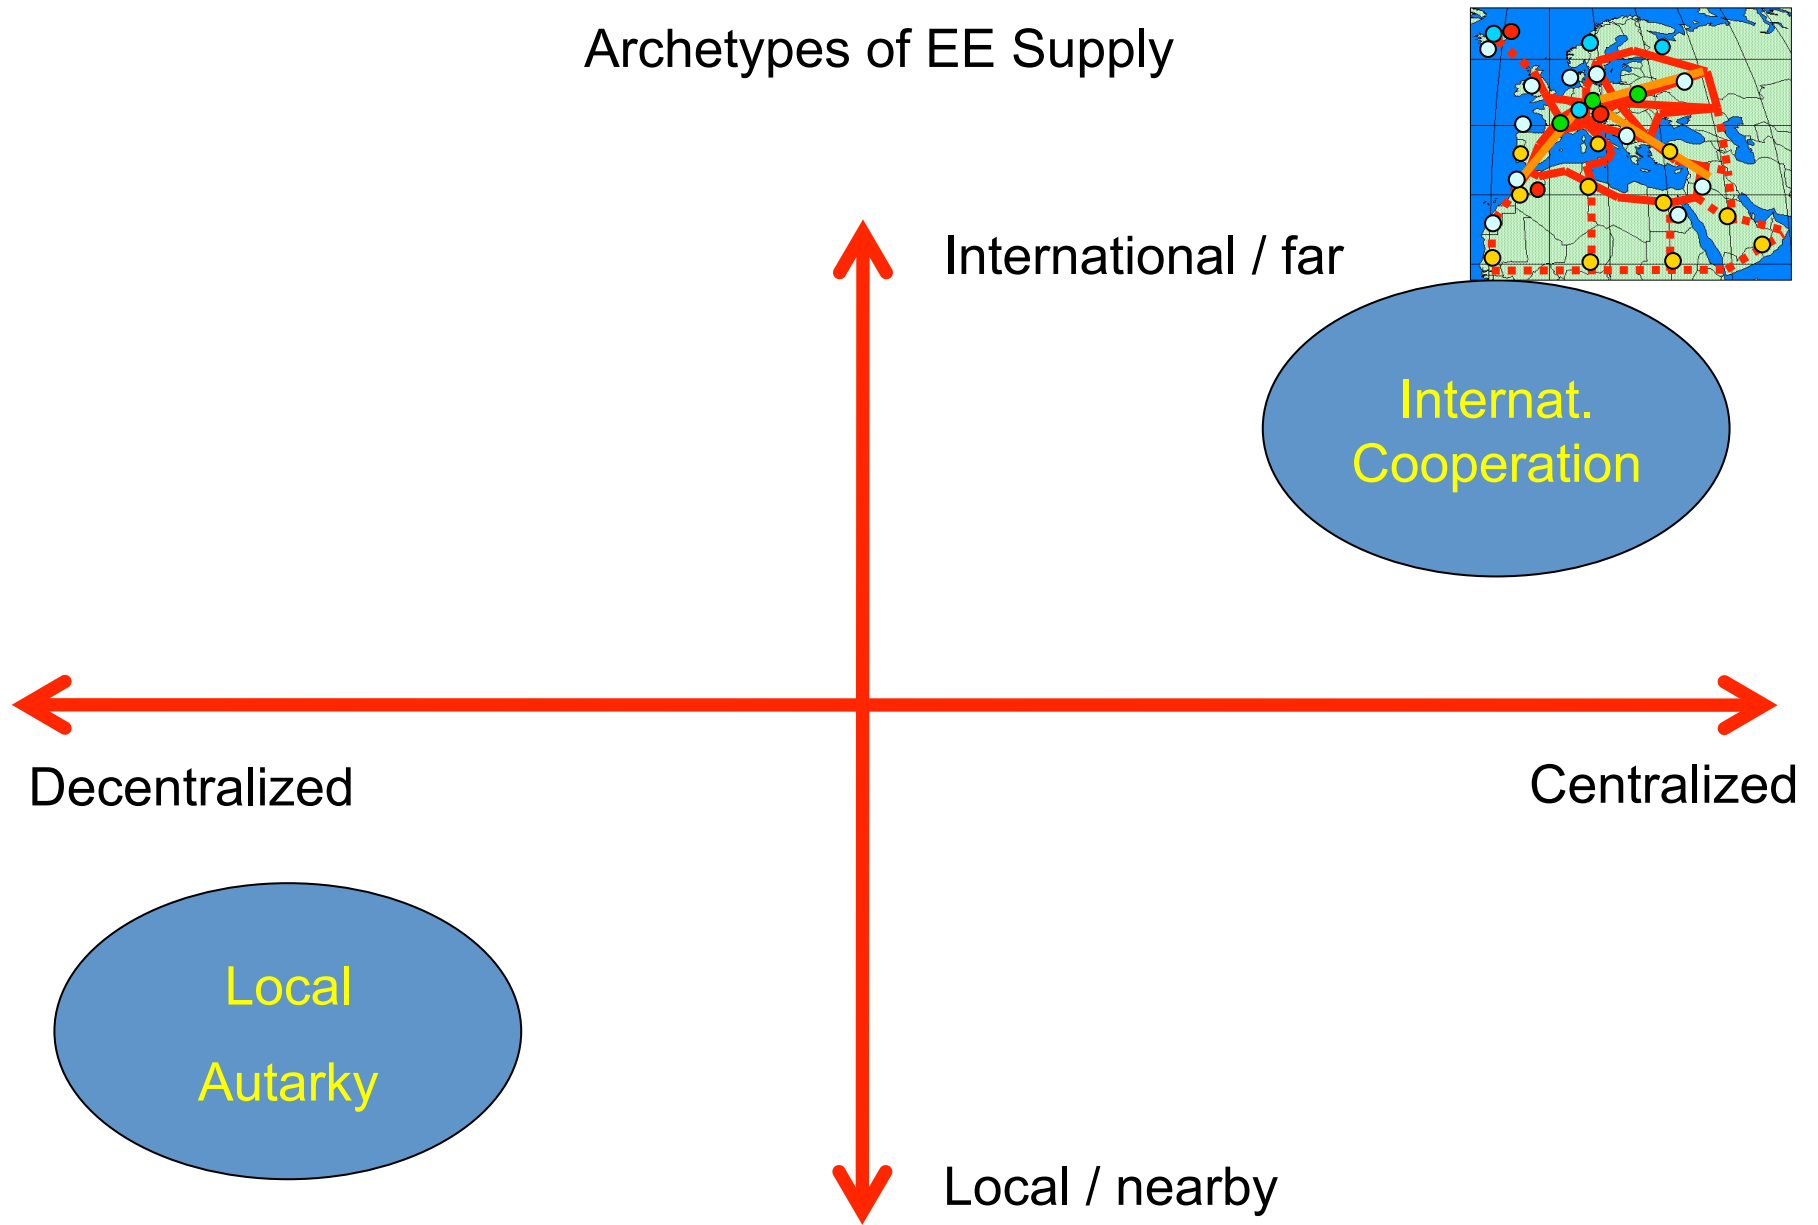 Archetypes of EE Supply
International / far
Internat.
Cooperation
Decentralized
Centralized
Local
Autarky
Local / nearby